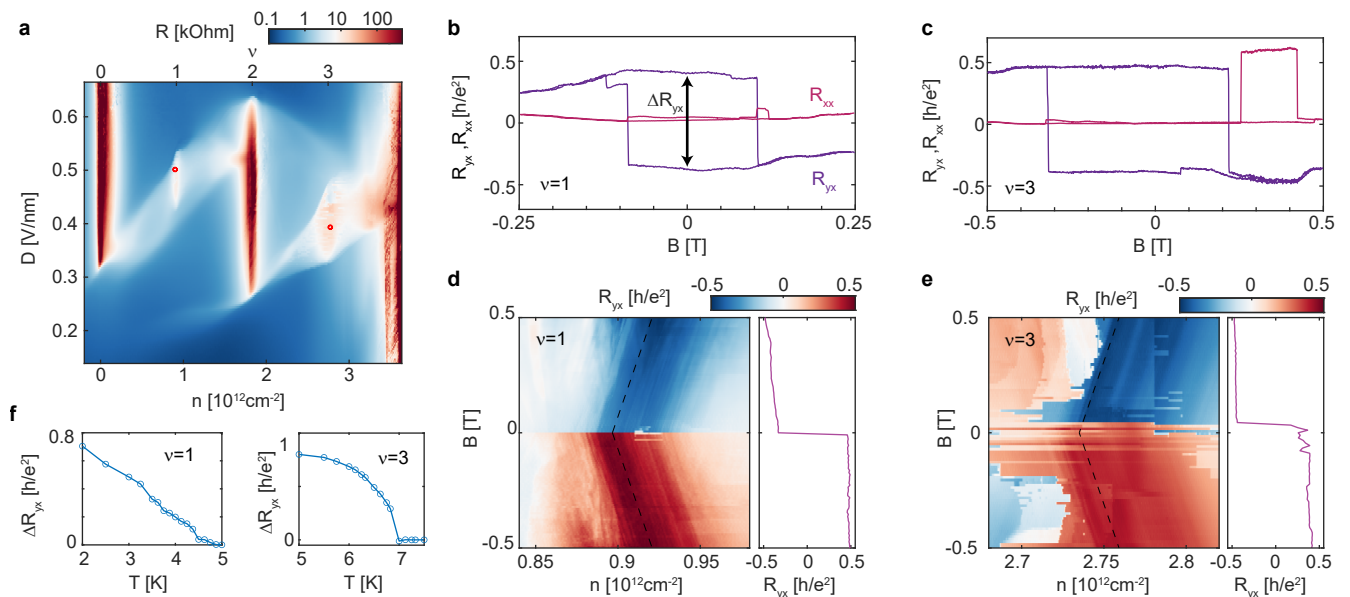 a
R [kOhm]
0.1 1 10 100
ν
0 1 2 3
D [V/nm]
0.6
0.5
0.4
0.3
0.2
0 1 2 3
n [10¹²cm⁻²]
b
R_yx, R_xx [h/e²]
0.5
0
-0.5
ΔR_yx
R_xx
R_yx
ν=1
-0.25 0 0.25
B [T]
c
R_yx, R_xx [h/e²]
0.5
0
-0.5
ν=3
-0.5 0 0.5
B [T]
d
R_yx [h/e²]
-0.5 0 0.5
ν=1
B [T]
0.5
0
-0.5
0.85 0.9 0.95
n [10¹²cm⁻²]
-0.5 0 0.5
R_yx [h/e²]
e
R_yx [h/e²]
-0.5 0 0.5
ν=3
B [T]
0.5
0
-0.5
2.7 2.75 2.8
n [10¹²cm⁻²]
-0.5 0 0.5
R_yx [h/e²]
f
ΔR_yx [h/e²]
0.8
0
ν=1
2 3 4 5
T [K]
ΔR_yx [h/e²]
1
0
ν=3
5 6 7
T [K]